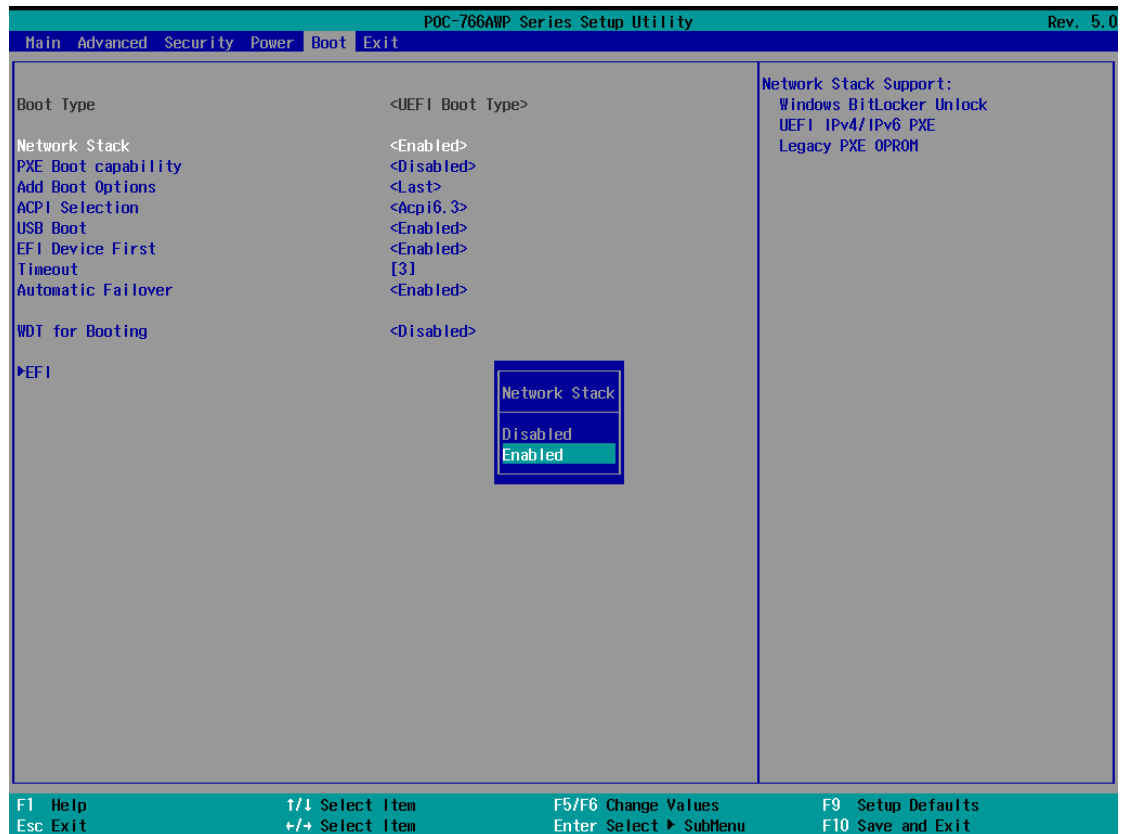 POC-766AWP Series Setup Utility Rev. 5.0
Main Advanced Security Power Boot Exit
Boot Type <UEFI Boot Type>
Network Stack <Enabled>
PXE Boot capability <Disabled>
Add Boot Options <Last>
ACPI Selection <Acpi6.3>
USB Boot <Enabled>
EFI Device First <Enabled>
Timeout [3]
Automatic Failover <Enabled>
WDT for Booting <Disabled>
▶EFI
Network Stack
Disabled
Enabled
Network Stack Support:
Windows BitLocker Unlock
UEFI IPv4/IPv6 PXE
Legacy PXE OPROM
F1 Help ↑/↓ Select Item F5/F6 Change Values F9 Setup Defaults
Esc Exit ←/→ Select Item Enter Select ▶ SubMenu F10 Save and Exit